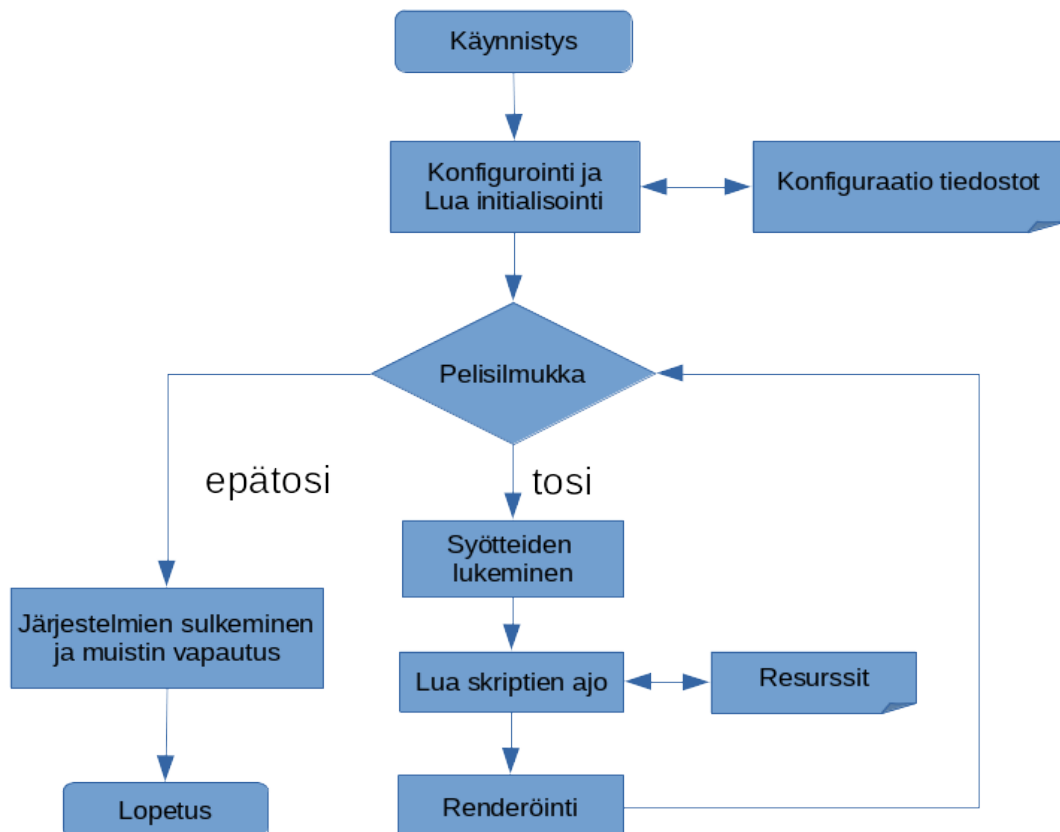 Käynnistys
Konfigurointi ja
Lua initialisointi
Konfiguraatio tiedostot
Pelisilmukka
epätosi
tosi
Syötteiden
lukeminen
Järjestelmien sulkeminen
ja muistin vapautus
Lua skriptien ajo
Resurssit
Lopetus
Renderöinti